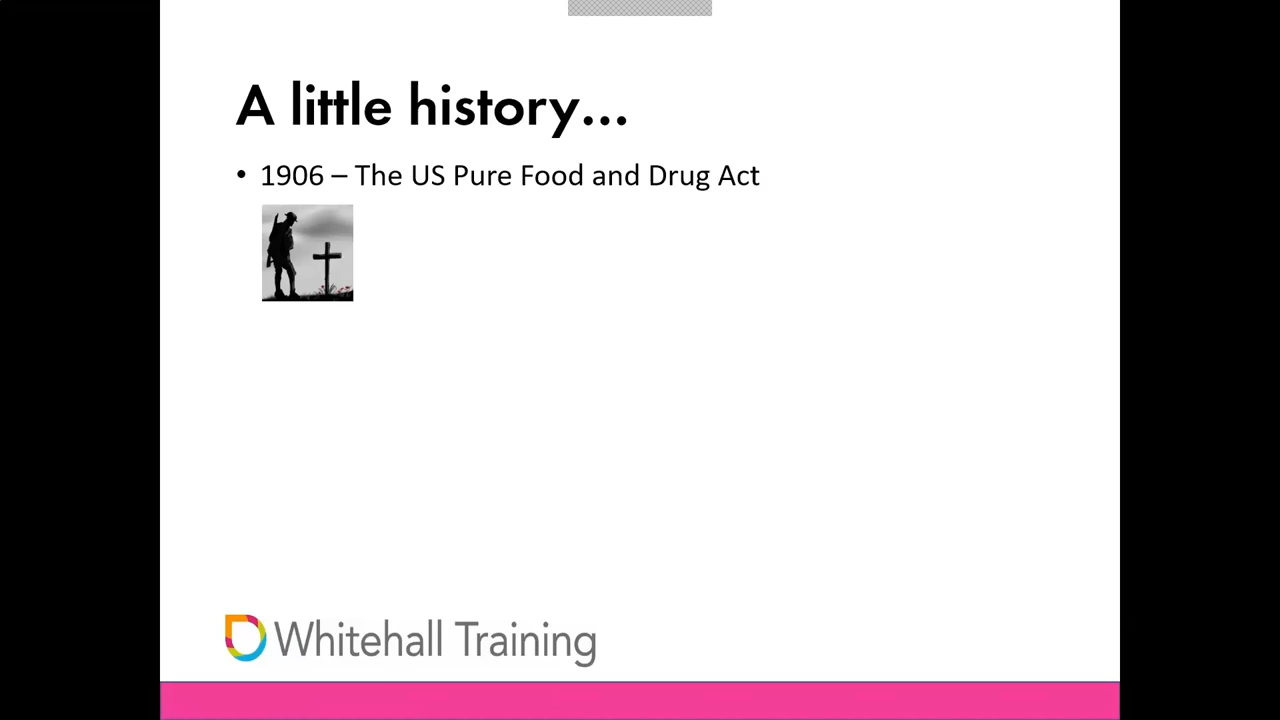 A little history...
• 1906 – The US Pure Food and Drug Act
Whitehall Training